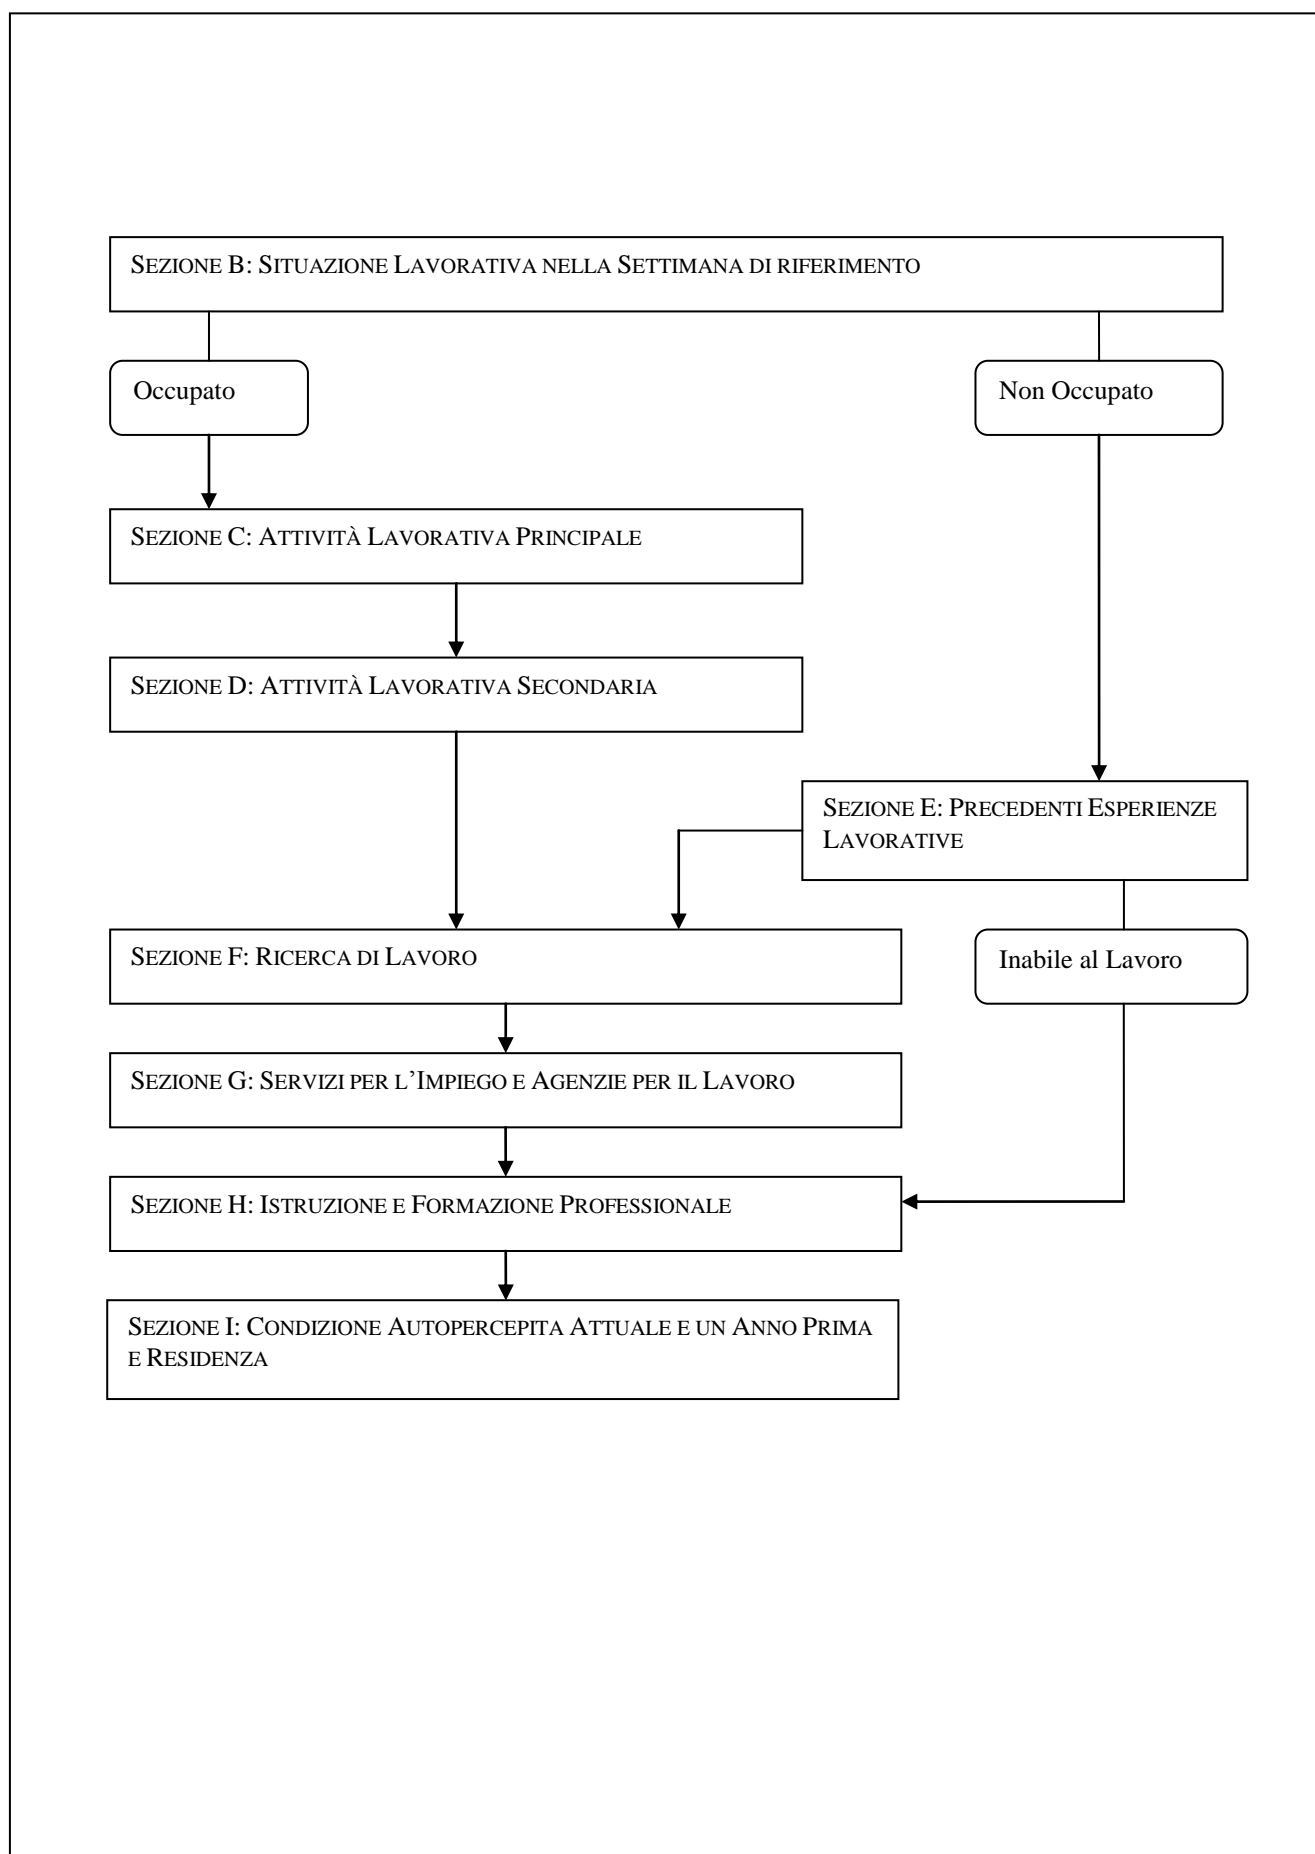 SEZIONE B: SITUAZIONE LAVORATIVA NELLA SETTIMANA DI RIFERIMENTO
Occupato
Non Occupato
SEZIONE C: ATTIVITÀ LAVORATIVA PRINCIPALE
SEZIONE D: ATTIVITÀ LAVORATIVA SECONDARIA
SEZIONE E: PRECEDENTI ESPERIENZE
LAVORATIVE
SEZIONE F: RICERCA DI LAVORO
Inabile al Lavoro
SEZIONE G: SERVIZI PER L’IMPIEGO E AGENZIE PER IL LAVORO
SEZIONE H: ISTRUZIONE E FORMAZIONE PROFESSIONALE
SEZIONE I: CONDIZIONE AUTOPERCEPITA ATTUALE E UN ANNO PRIMA
E RESIDENZA